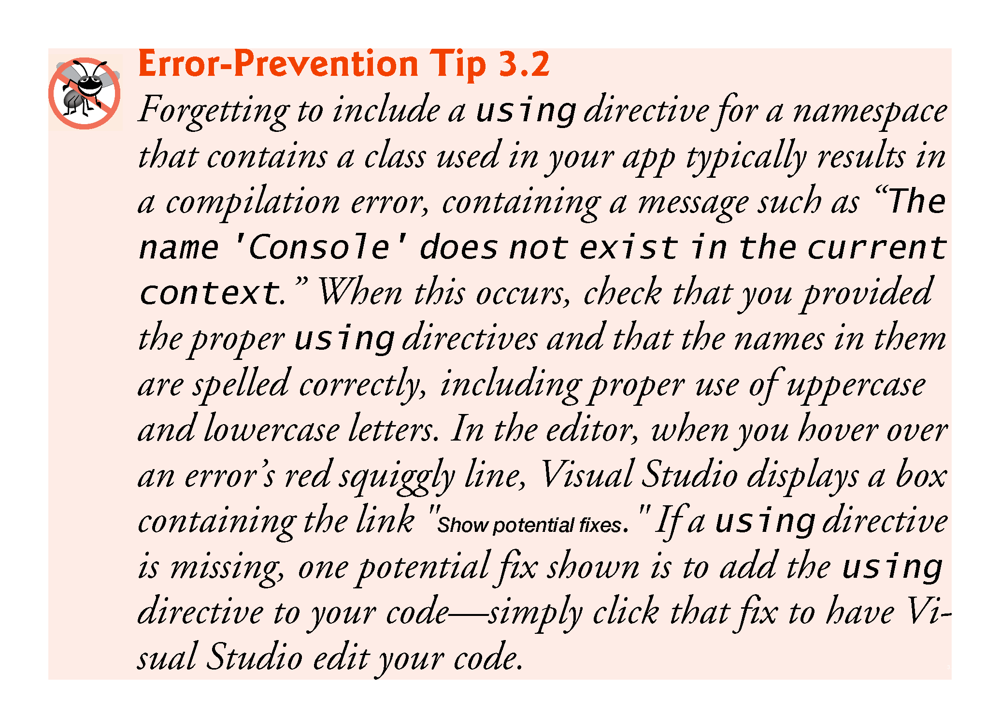 Error-Prevention Tip 3.2
Forgetting to include a using directive for a namespace
that contains a class used in your app typically results in
a compilation error, containing a message such as “The
name 'Console' does not exist in the current
context.” When this occurs, check that you provided
the proper using directives and that the names in them
are spelled correctly, including proper use of uppercase
and lowercase letters. In the editor, when you hover over
an error’s red squiggly line, Visual Studio displays a box
containing the link "Show potential fixes." If a using directive
is missing, one potential fix shown is to add the using
directive to your code—simply click that fix to have Vi-
sual Studio edit your code.